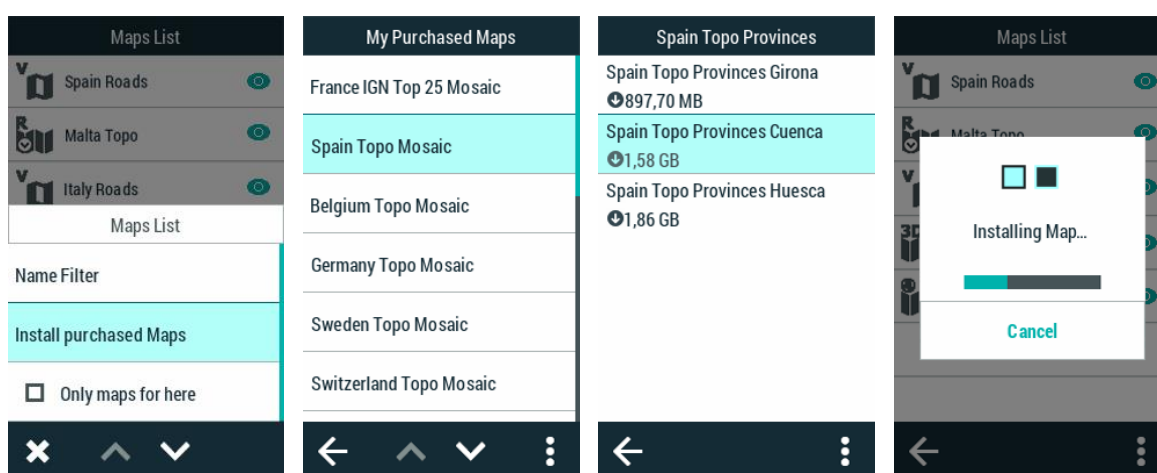 Maps List
V
Spain Roads
R
Malta Topo
V
Italy Roads
Maps List
Name Filter
Install purchased Maps
Only maps for here
My Purchased Maps
France IGN Top 25 Mosaic
Spain Topo Mosaic
Belgium Topo Mosaic
Germany Topo Mosaic
Sweden Topo Mosaic
Switzerland Topo Mosaic
Spain Topo Provinces
Spain Topo Provinces Girona
897,70 MB
Spain Topo Provinces Cuenca
1,58 GB
Spain Topo Provinces Huesca
1,86 GB
Maps List
V
Spain Roads
R
Malta Topo
V
3D
Installing Map...
Cancel